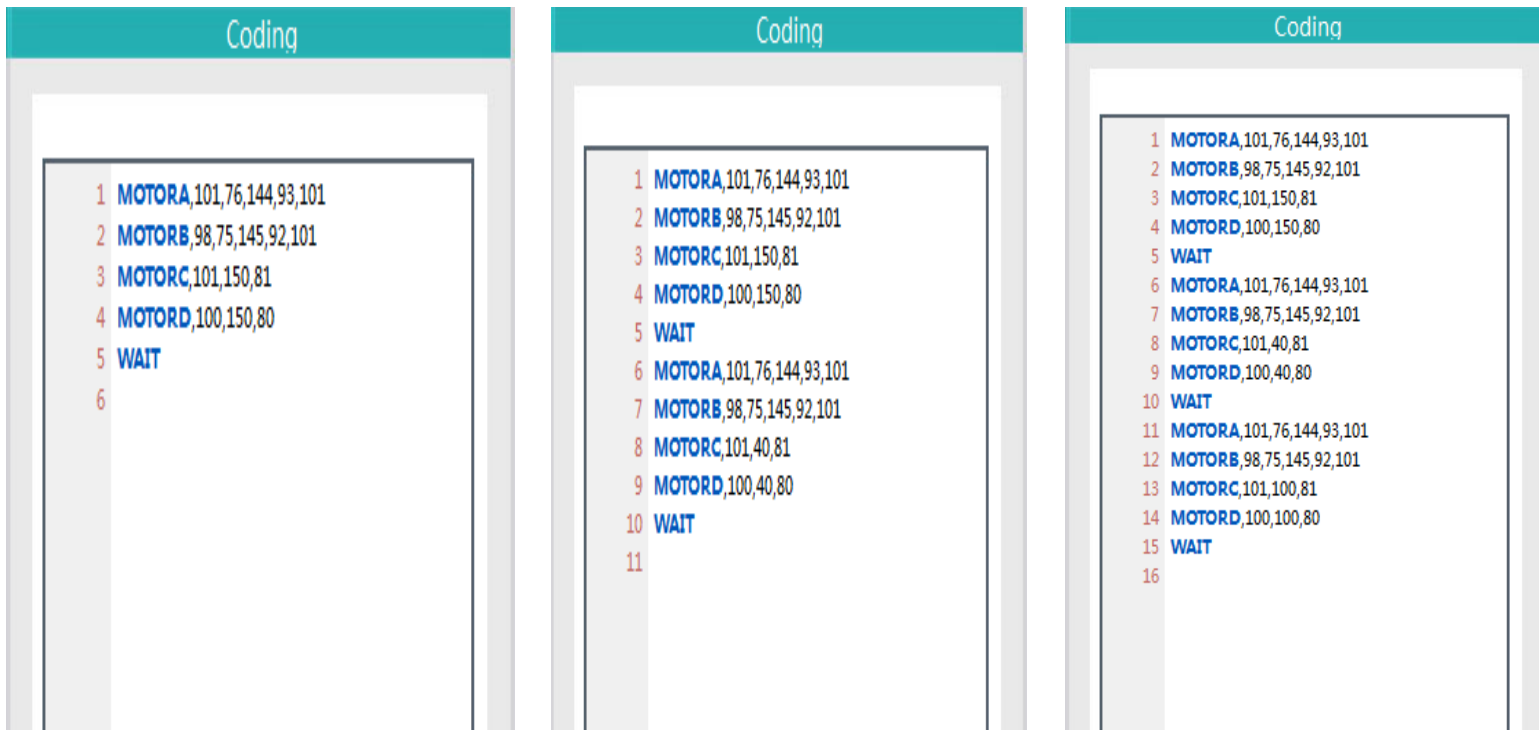 Coding
1 MOTORA,101,76,144,93,101
2 MOTORB,98,75,145,92,101
3 MOTORC,101,150,81
4 MOTORD,100,150,80
5 WAIT
6
Coding
1 MOTORA,101,76,144,93,101
2 MOTORB,98,75,145,92,101
3 MOTORC,101,150,81
4 MOTORD,100,150,80
5 WAIT
6 MOTORA,101,76,144,93,101
7 MOTORB,98,75,145,92,101
8 MOTORC,101,40,81
9 MOTORD,100,40,80
10 WAIT
11
Coding
1 MOTORA,101,76,144,93,101
2 MOTORB,98,75,145,92,101
3 MOTORC,101,150,81
4 MOTORD,100,150,80
5 WAIT
6 MOTORA,101,76,144,93,101
7 MOTORB,98,75,145,92,101
8 MOTORC,101,40,81
9 MOTORD,100,40,80
10 WAIT
11 MOTORA,101,76,144,93,101
12 MOTORB,98,75,145,92,101
13 MOTORC,101,100,81
14 MOTORD,100,100,80
15 WAIT
16